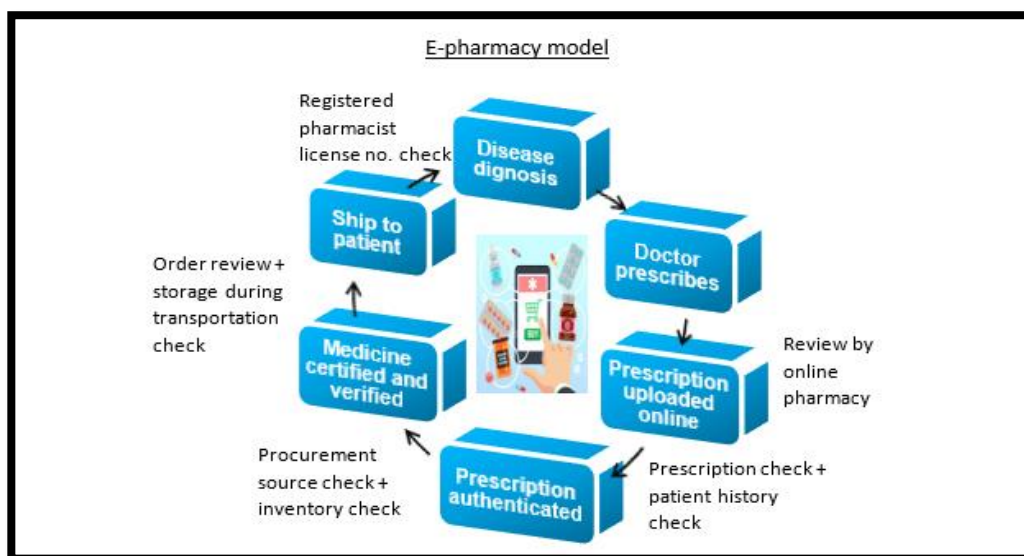 E-pharmacy model
Registered
pharmacist
license no. check
Disease
dignosis
Doctor
prescribes
Review by
online
pharmacy
Prescription
uploaded
online
Prescription check +
patient history
check
Prescription
authenticated
Procurement
source check +
inventory check
Medicine
certified and
verified
Order review +
storage during
transportation
check
Ship to
patient